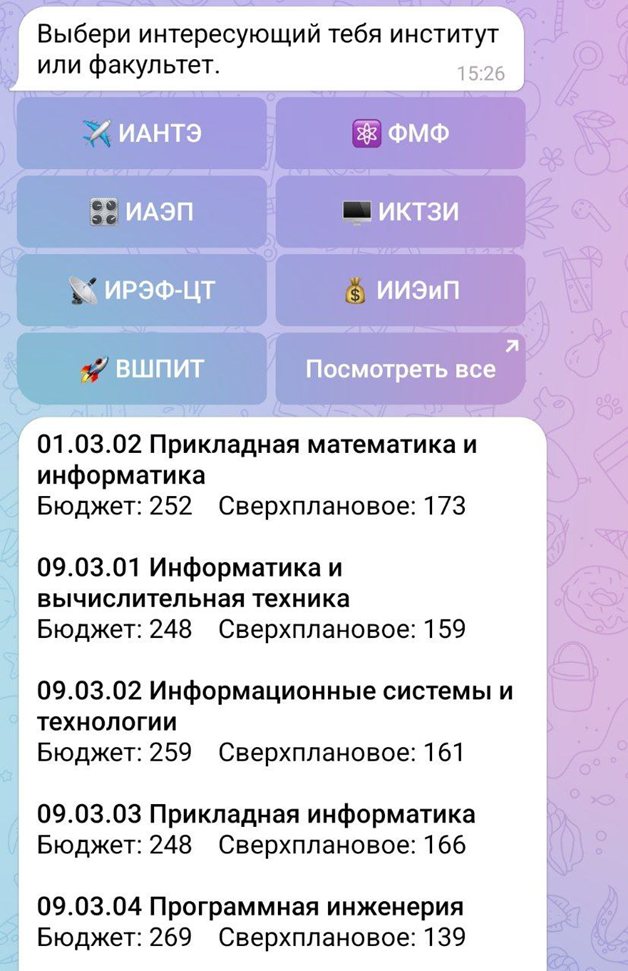 Выбери интересующий тебя институт
или факультет.
15:26
ИАНТЭ
ФМФ
ИАЭП
ИКТЗИ
ИРЭФ-ЦТ
ИИЭиП
ВШПИТ
Посмотреть все
01.03.02 Прикладная математика и
информатика
Бюджет: 252 Сверхплановое: 173
09.03.01 Информатика и
вычислительная техника
Бюджет: 248 Сверхплановое: 159
09.03.02 Информационные системы и
технологии
Бюджет: 259 Сверхплановое: 161
09.03.03 Прикладная информатика
Бюджет: 248 Сверхплановое: 166
09.03.04 Программная инженерия
Бюджет: 269 Сверхплановое: 139